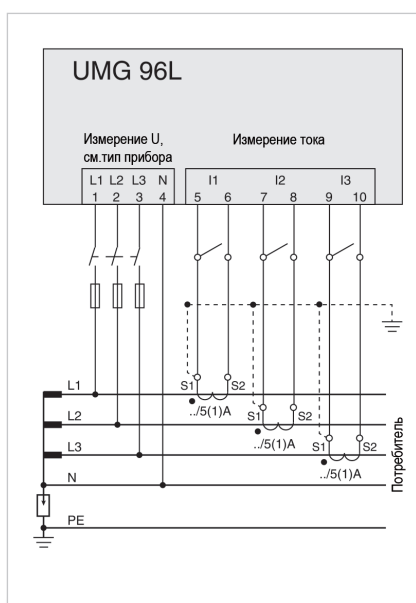 UMG 96L
Измерение U,
см.тип прибора
Измерение тока
L1 L2 L3 N
I1 I2 I3
1 2 3 4 5 6 7 8 9 10
L1
S1 S2
../5(1)A
L2
S1 S2
../5(1)A
L3
S1 S2
../5(1)A
N
PE
Потребитель